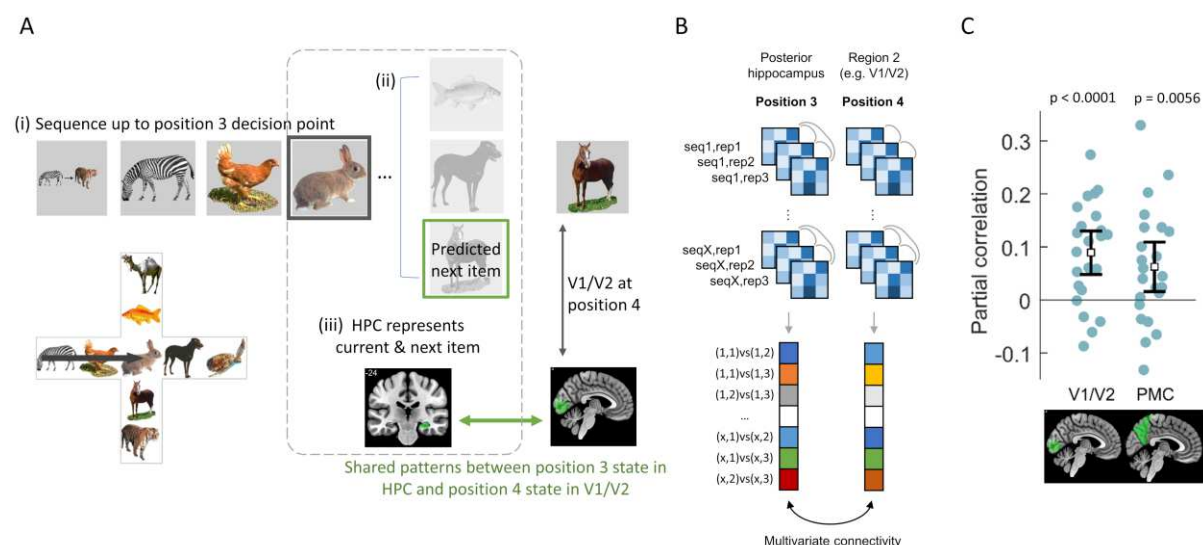 A
(i) Sequence up to position 3 decision point
(ii)
...
Predicted
next item
(iii) HPC represents
current & next item
-24
V1/V2 at
position 4
Shared patterns between position 3 state in
HPC and position 4 state in V1/V2
B
Posterior
hippocampus
Region 2
(e.g. V1/V2)
Position 3
Position 4
seq1,rep1
seq1,rep2
seq1,rep3
seqX,rep1
seqX,rep2
seqX,rep3
(1,1)vs(1,2)
(1,1)vs(1,3)
(1,2)vs(1,3)
...
(x,1)vs(x,2)
(x,1)vs(x,3)
(x,2)vs(x,3)
Multivariate connectivity
C
p < 0.0001 p = 0.0056
Partial correlation
0.3
0.2
0.1
0
-0.1
V1/V2 PMC